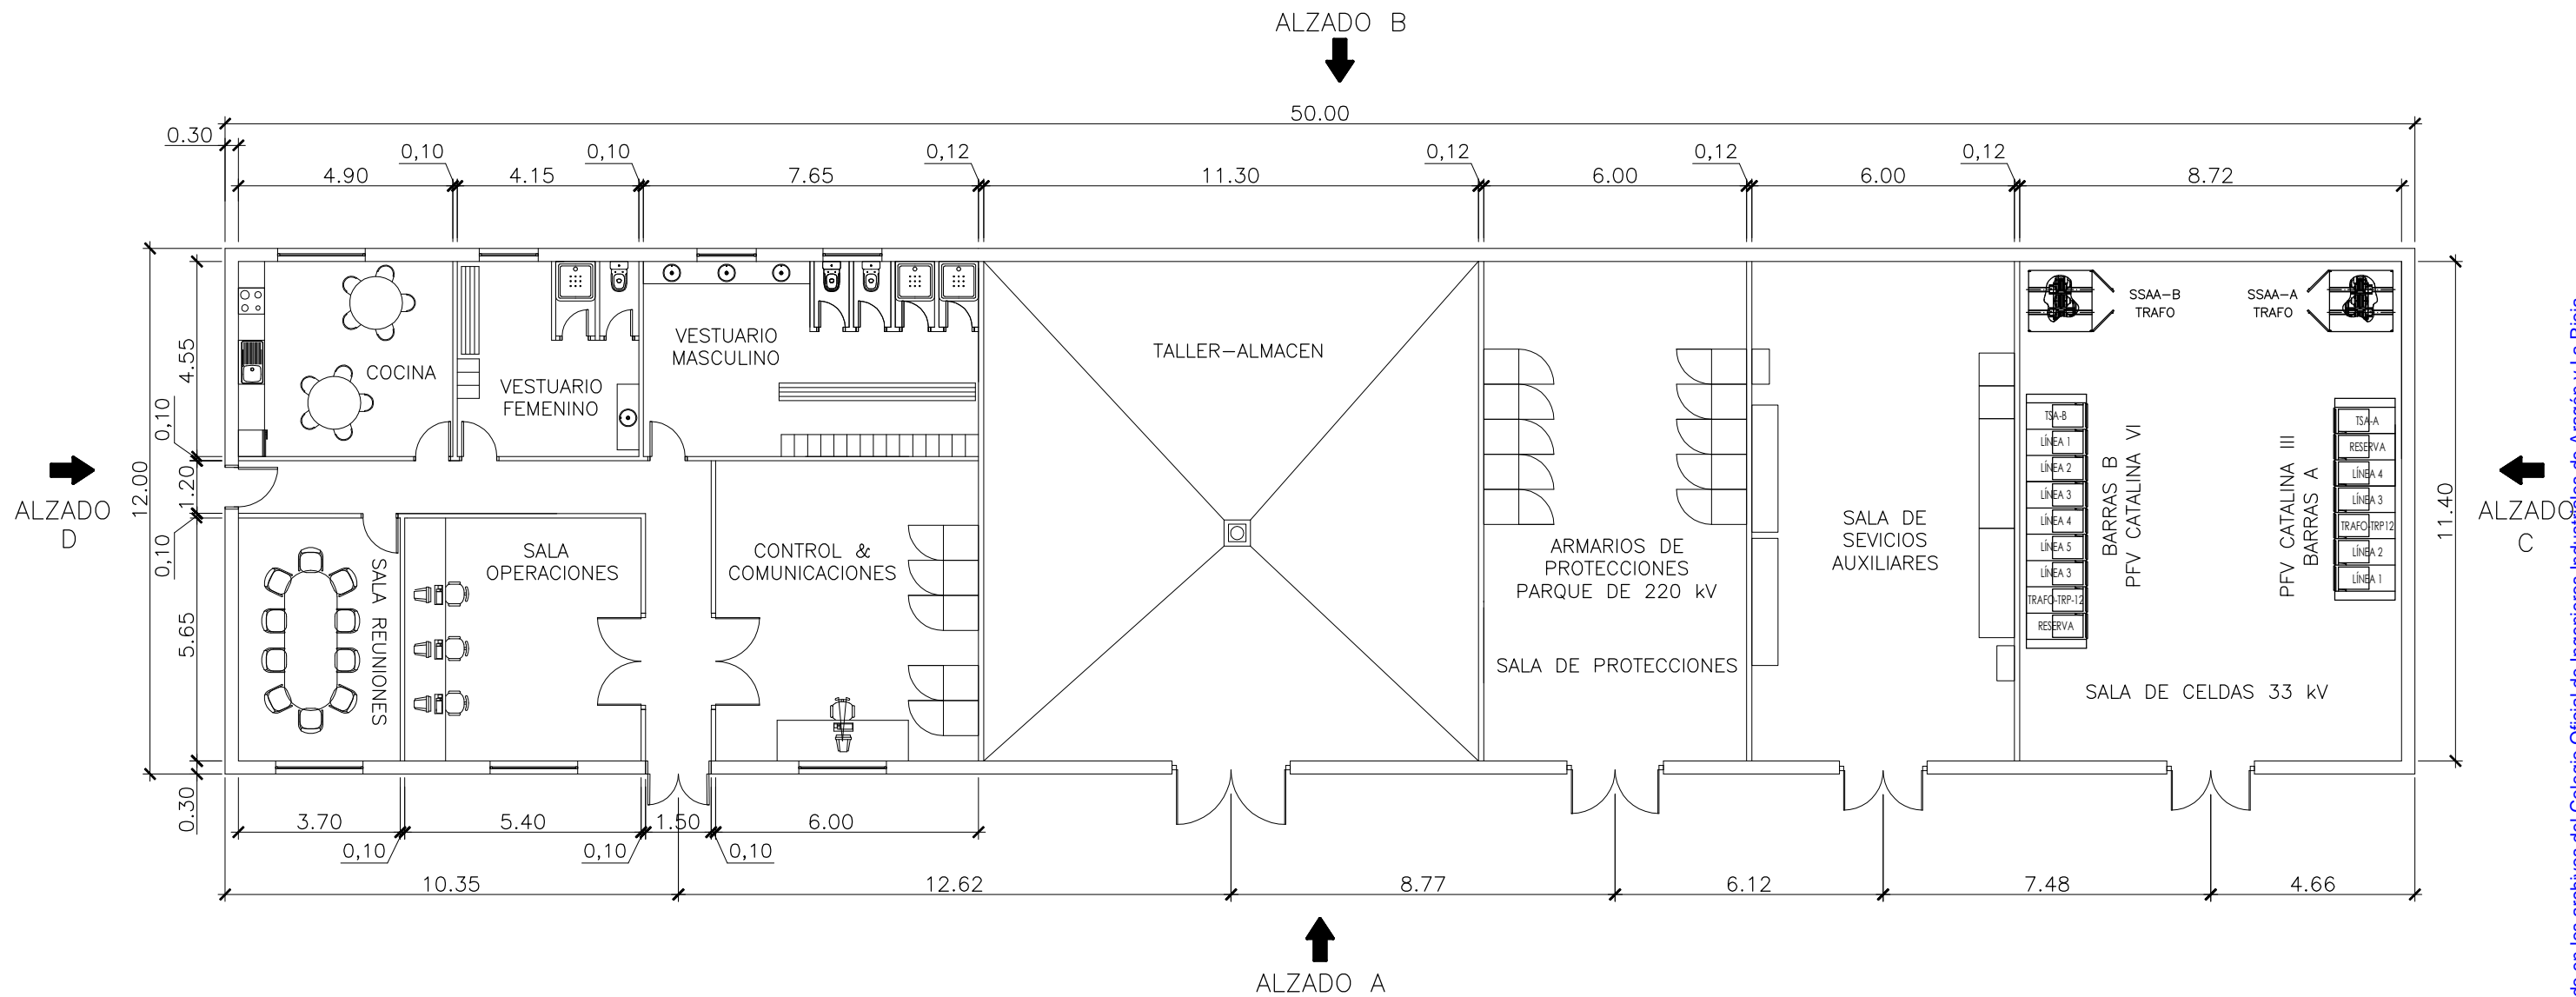 ALZADO B
50.00
0.30
0,10
0,10
0,12
0,12
0,12
0,12
4.90
4.15
7.65
11.30
6.00
6.00
8.72
SSAA-B
TRAFO
SSAA-A
TRAFO
VESTUARIO
MASCULINO
TALLER-ALMACEN
COCINA
VESTUARIO
FEMENINO
4.55
0,10
1.20
12.00
0,10
5.65
0.30
ALZADO
D
TSA-B
LÍNEA 1
LÍNEA 2
LÍNEA 3
LÍNEA 4
LÍNEA 5
LÍNEA 3
TRAFO-TRP-12
RESERVA
BARRAS B
PFV CATALINA VI
PFV CATALINA III
BARRAS A
TSA-A
RESERVA
LÍNEA 4
LÍNEA 3
TRAFO-TRP12
LÍNEA 2
LÍNEA 1
11.40
ALZADO
C
SALA REUNIONES
SALA
OPERACIONES
CONTROL &
COMUNICACIONES
ARMARIOS DE
PROTECCIONES
PARQUE DE 220 kV
SALA DE PROTECCIONES
SALA DE
SEVICIOS
AUXILIARES
SALA DE CELDAS 33 kV
3.70
5.40
1.50
6.00
0,10
0,10
0,10
10.35
12.62
8.77
6.12
7.48
4.66
ALZADO A